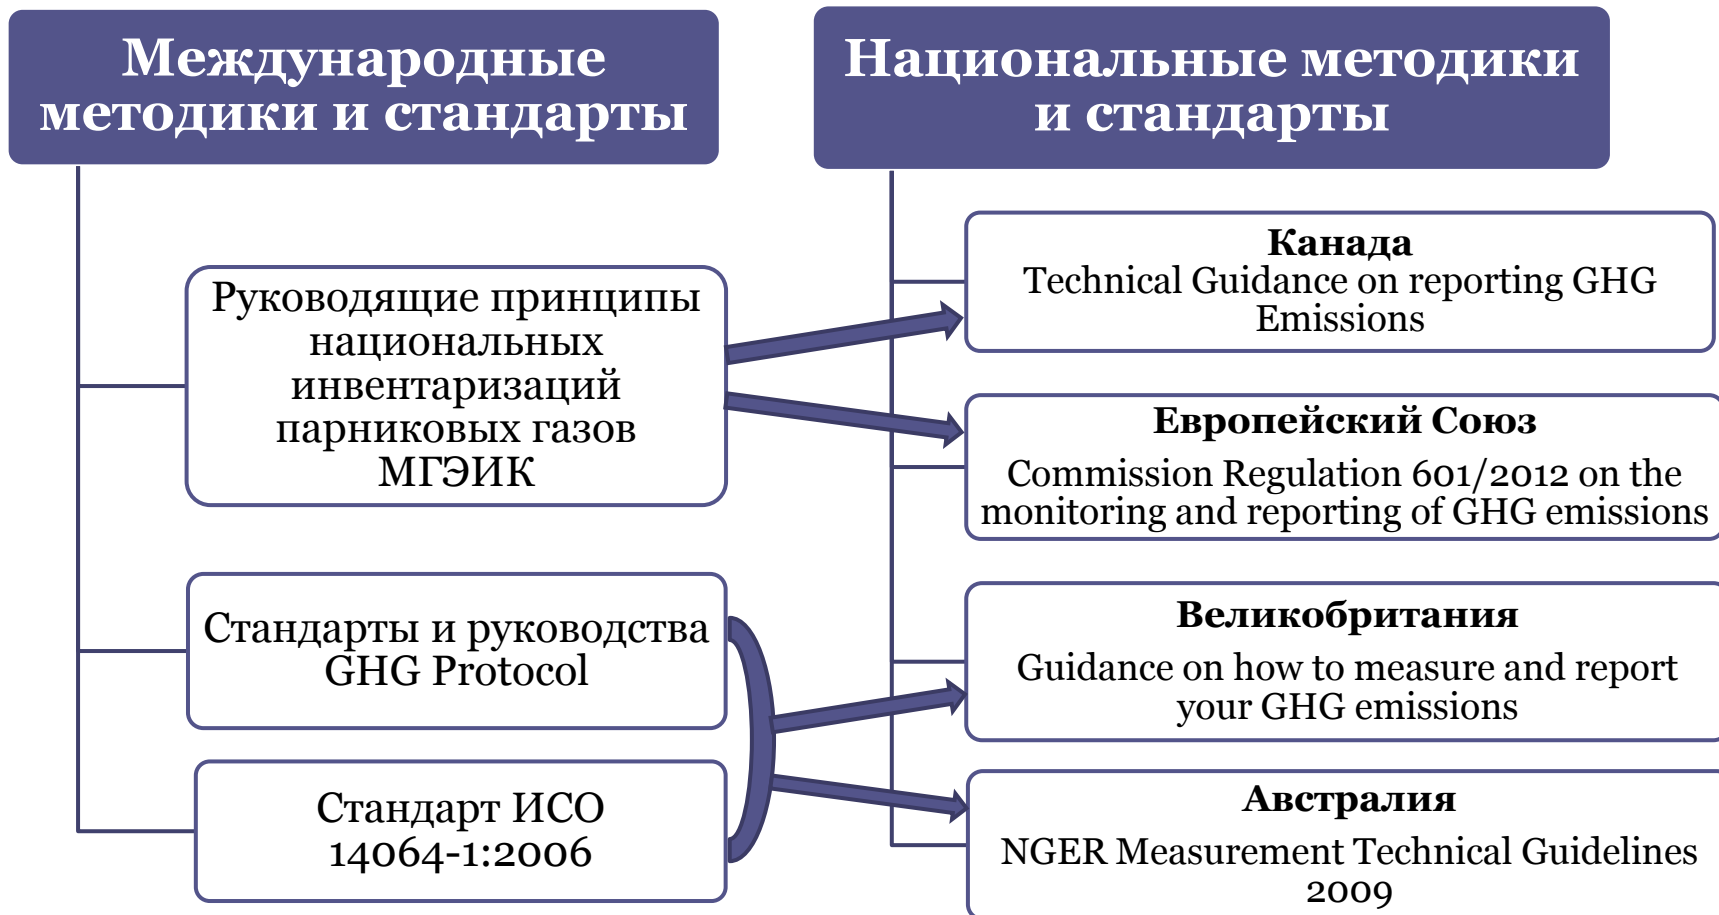 Международные
методики и стандарты
Руководящие принципы
национальных
инвентаризаций
парниковых газов
МГЭИК
Стандарты и руководства
GHG Protocol
Стандарт ИСО
14064-1:2006
Национальные методики
и стандарты
Канада
Technical Guidance on reporting GHG
Emissions
Европейский Союз
Commission Regulation 601/2012 on the
monitoring and reporting of GHG emissions
Великобритания
Guidance on how to measure and report
your GHG emissions
Австралия
NGER Measurement Technical Guidelines
2009